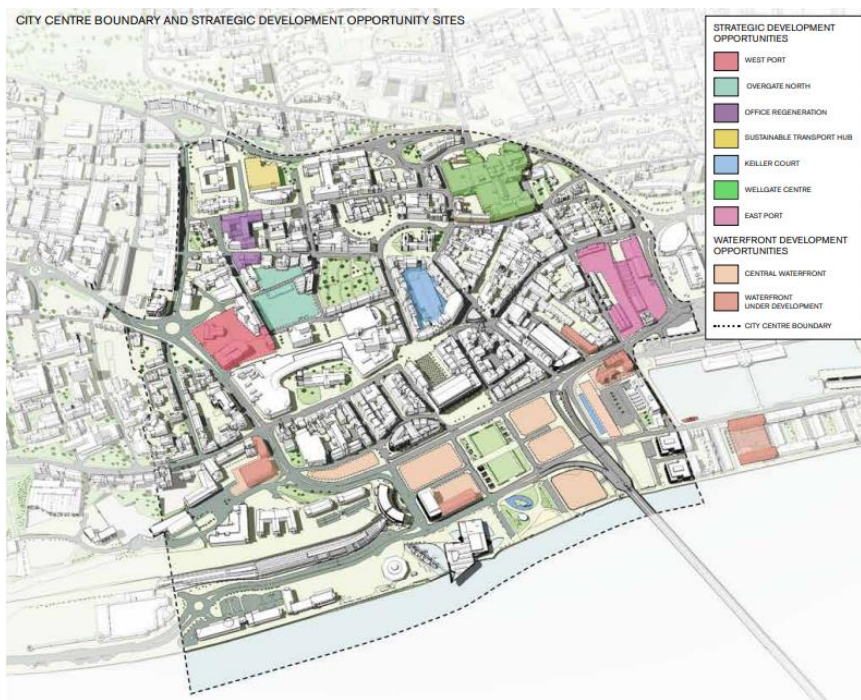 CITY CENTRE BOUNDARY AND STRATEGIC DEVELOPMENT OPPORTUNITY SITES
STRATEGIC DEVELOPMENT
OPPORTUNITIES
WEST PORT
OVERGATE NORTH
OFFICE REGENERATION
SUSTAINABLE TRANSPORT HUB
KEILLER COURT
WELLGATE CENTRE
EAST PORT
WATERFRONT DEVELOPMENT
OPPORTUNITIES
CENTRAL WATERFRONT
WATERFRONT
UNDER DEVELOPMENT
CITY CENTRE BOUNDARY